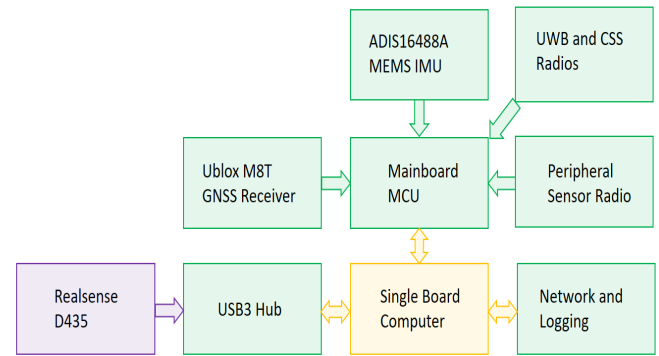 ADIS16488A
MEMS IMU
UWB and CSS
Radios
Ublox M8T
GNSS Receiver
Mainboard
MCU
Peripheral
Sensor Radio
Realsense
D435
USB3 Hub
Single Board
Computer
Network and
Logging